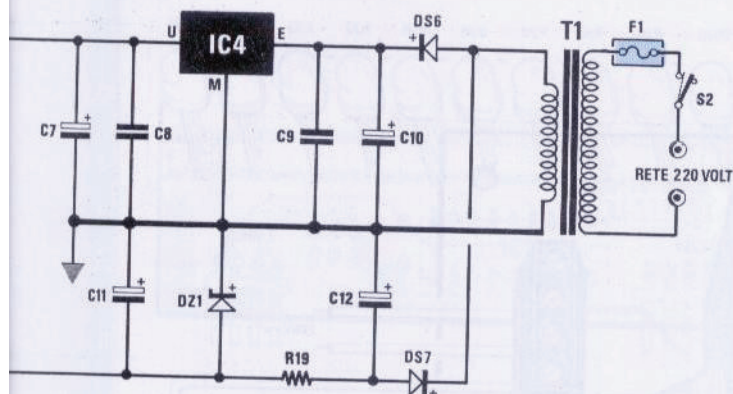 DS6
T1
F1
U
IC4
E
M
S2
C7
C8
C9
C10
RETE 220 VOLT
C11
DZ1
C12
R19
DS7